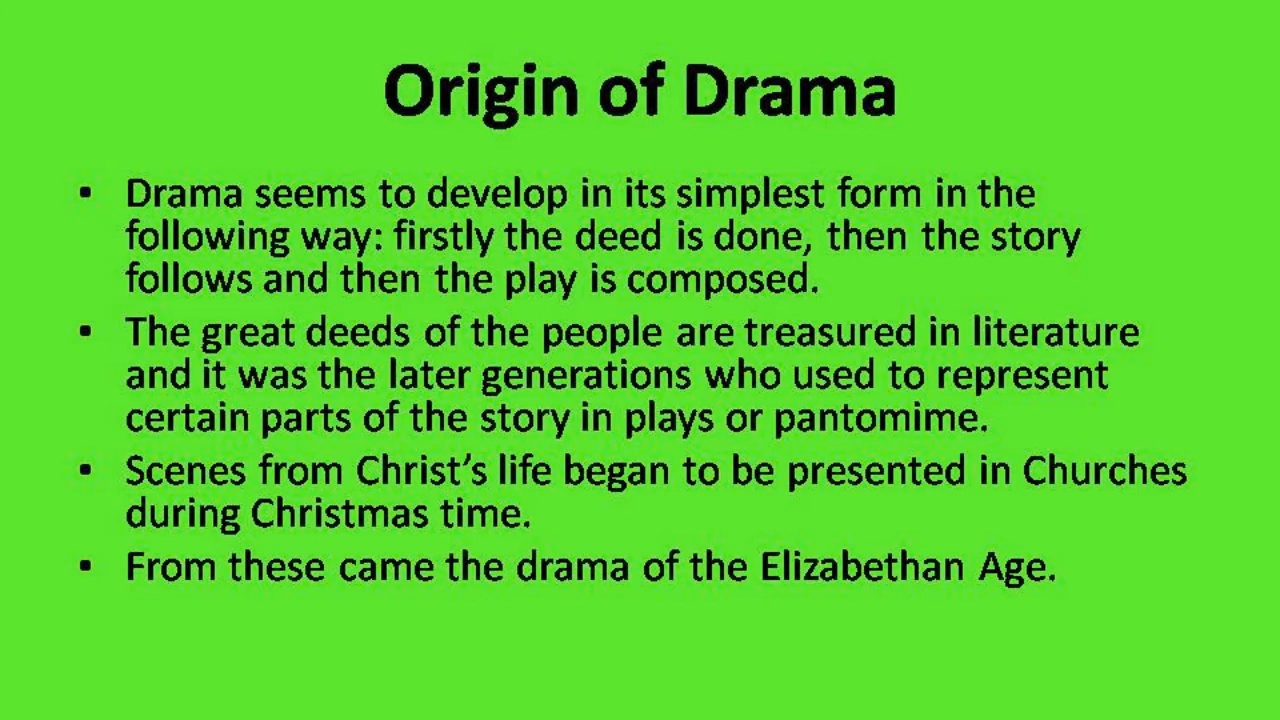 Origin of Drama
• Drama seems to develop in its simplest form in the
following way: firstly the deed is done, then the story
follows and then the play is composed.
• The great deeds of the people are treasured in literature
and it was the later generations who used to represent
certain parts of the story in plays or pantomime.
• Scenes from Christ’s life began to be presented in Churches
during Christmas time.
• From these came the drama of the Elizabethan Age.